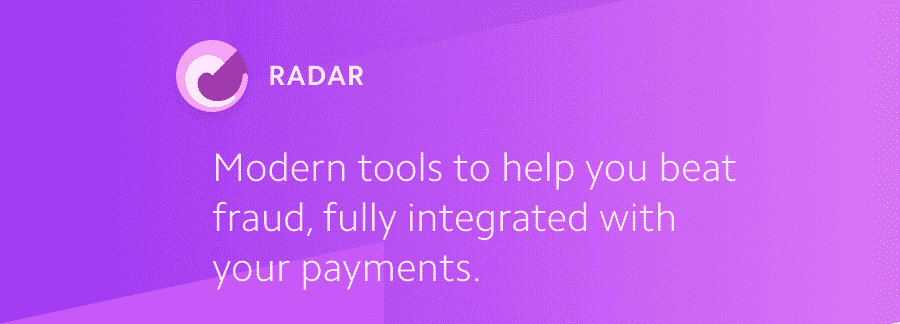 RADAR
Modern tools to help you beat
fraud, fully integrated with
your payments.